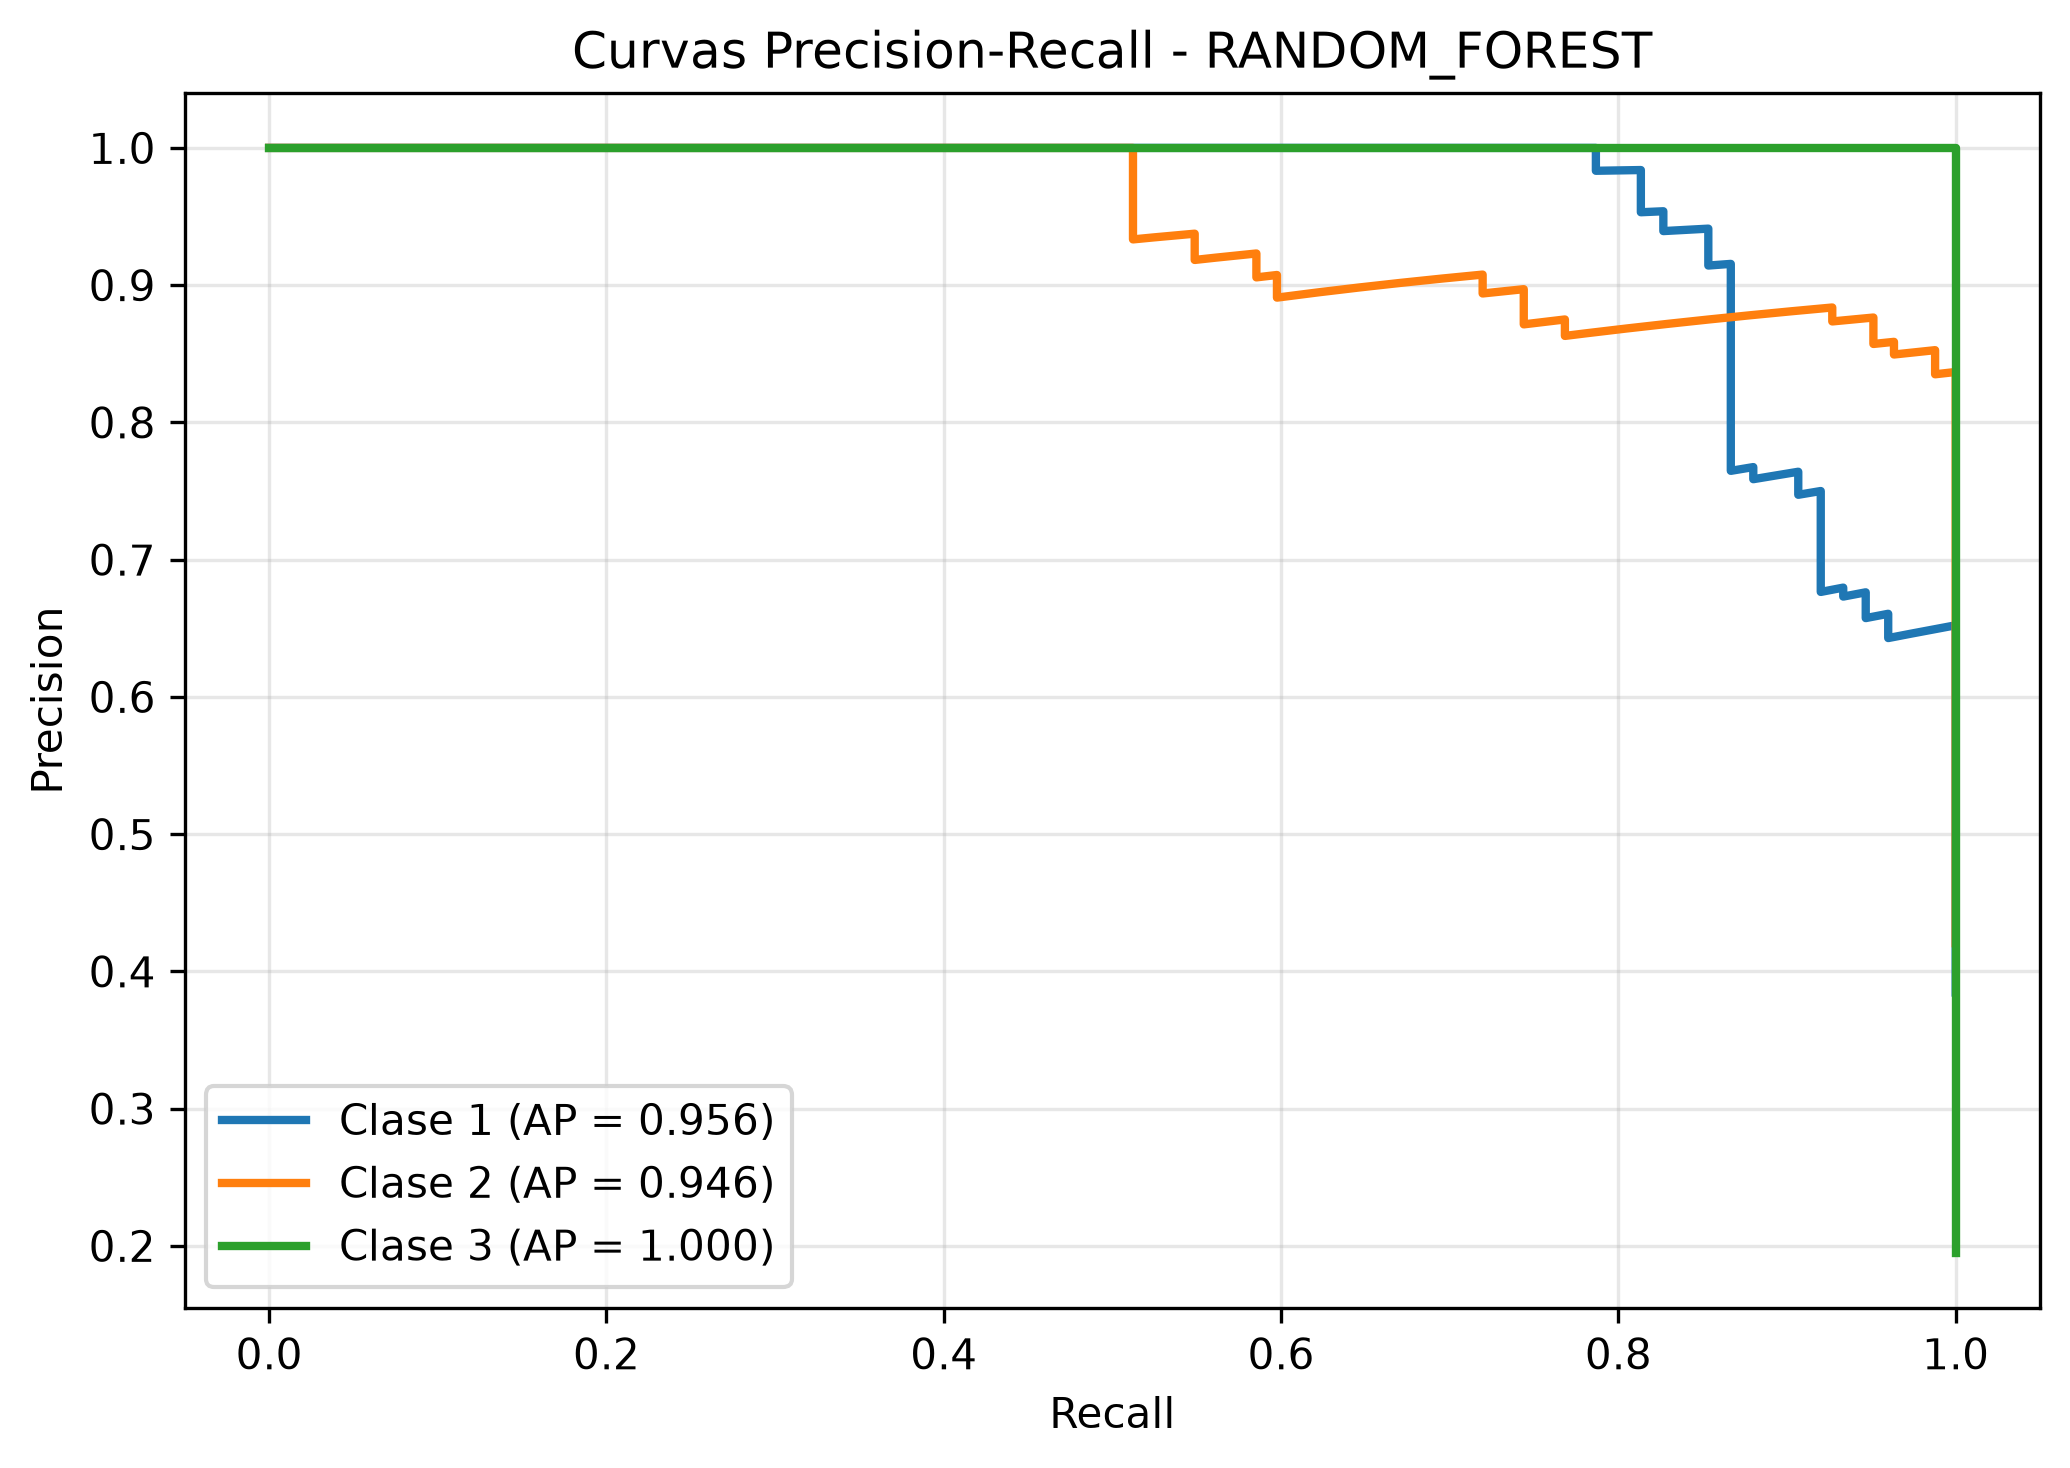 Curvas Precision-Recall - RANDOM_FOREST
1.0
0.9
0.8
0.7
0.6
0.5
0.4
0.3
0.2
Precision
Clase 1 (AP = 0.956)
Clase 2 (AP = 0.946)
Clase 3 (AP = 1.000)
0.0 0.2 0.4 0.6 0.8 1.0
Recall